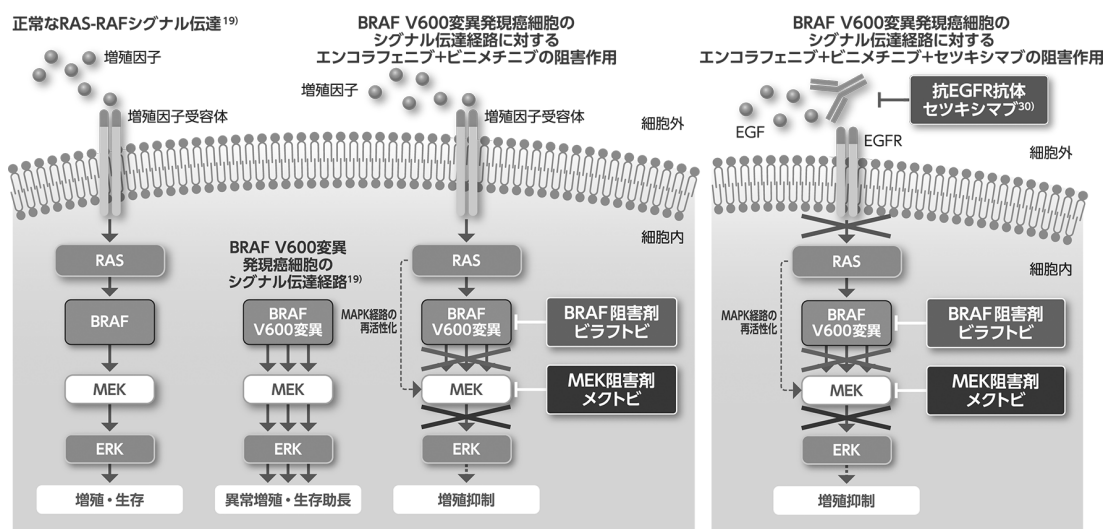 正常なRAS-RAFシグナル伝達19)
増殖因子
増殖因子受容体
RAS
BRAF
MEK
ERK
増殖・生存
BRAF V600変異
発現癌細胞の
シグナル伝達経路19)
BRAF
V600変異
MEK
ERK
異常増殖・生存助長
BRAF V600変異発現癌細胞の
シグナル伝達経路に対する
エンコラフェニブ+ビニメチニブの阻害作用
増殖因子
増殖因子受容体
細胞外
細胞内
RAS
MAPK経路の
再活性化
BRAF
V600変異
BRAF阻害剤
ビラフトビ
MEK
MEK阻害剤
メクトビ
ERK
増殖抑制
BRAF V600変異発現癌細胞の
シグナル伝達経路に対する
エンコラフェニブ+ビニメチニブ+セツキシマブの阻害作用
抗EGFR抗体
セツキシマブ30)
EGF
EGFR
細胞外
細胞内
RAS
MAPK経路の
再活性化
BRAF
V600変異
BRAF阻害剤
ビラフトビ
MEK
MEK阻害剤
メクトビ
ERK
増殖抑制